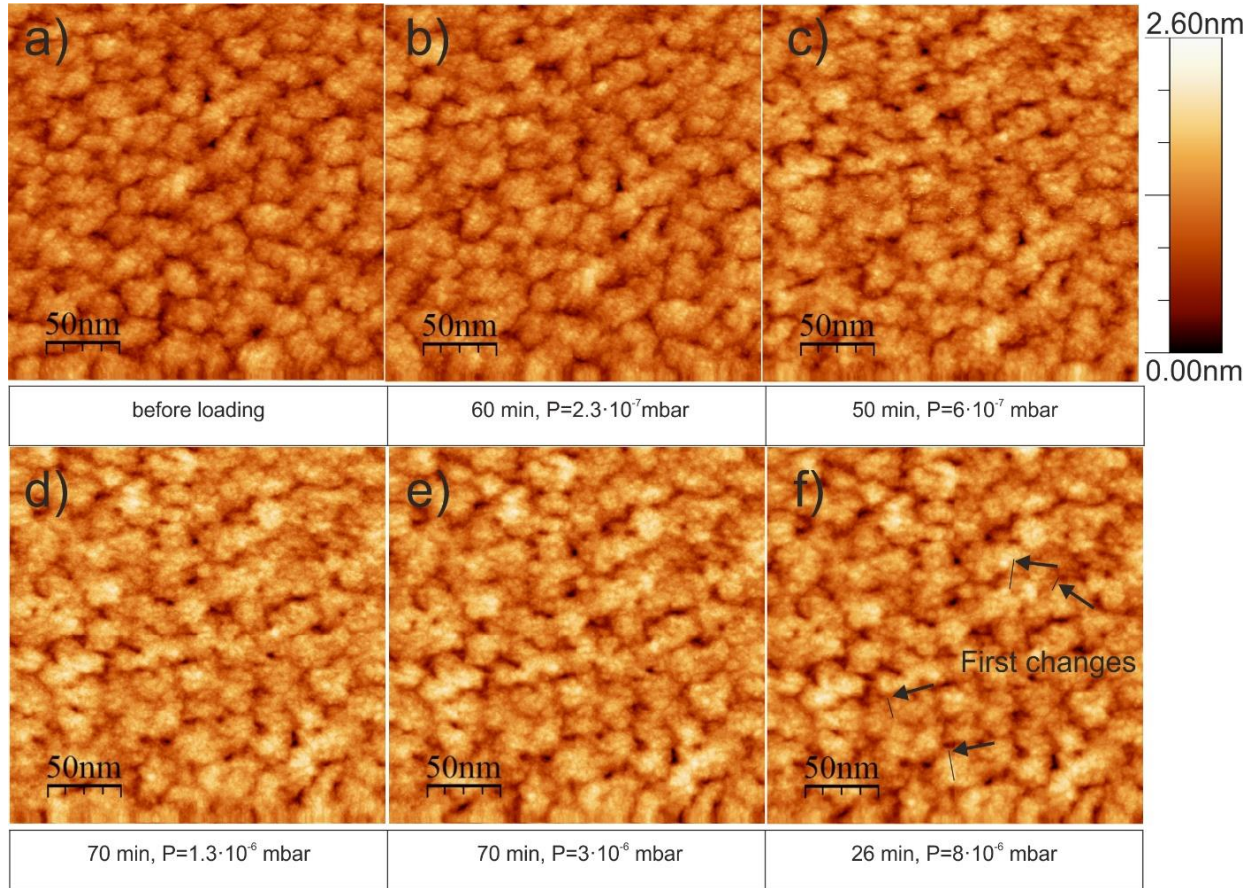 a)
b)
c)
2.60nm
50nm
50nm
50nm
0.00nm
before loading
60 min, P=2.3·10⁻⁷mbar
50 min, P=6·10⁻⁷ mbar
d)
e)
f)
First changes
50nm
50nm
50nm
70 min, P=1.3·10⁻⁶ mbar
70 min, P=3·10⁻⁶ mbar
26 min, P=8·10⁻⁶ mbar